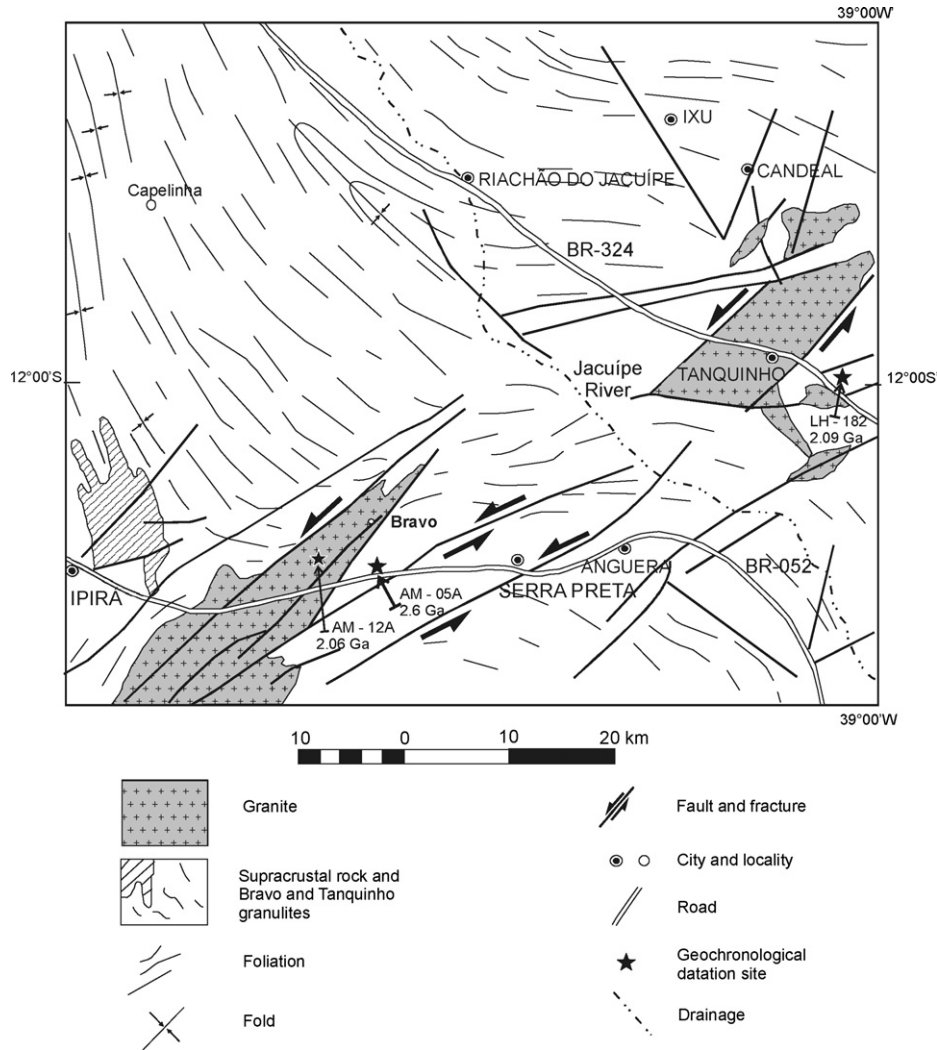 39°00'W
IXU
CANDEAL
RIACHÃO DO JACUÍPE
Capelinha
BR-324
12°00'S
Jacuípe
River
TANQUINHO
12°00'S
LH - 182
2.09 Ga
Bravo
ANGUERA
BR-052
IPIRA
SERRA PRETA
AM - 05A
2.6 Ga
AM - 12A
2.06 Ga
39°00'W
10 0 10 20 km
Granite
Fault and fracture
Supracrustal rock and
Bravo and Tanquinho
granulites
City and locality
Road
Foliation
Geochronological
datation site
Fold
Drainage